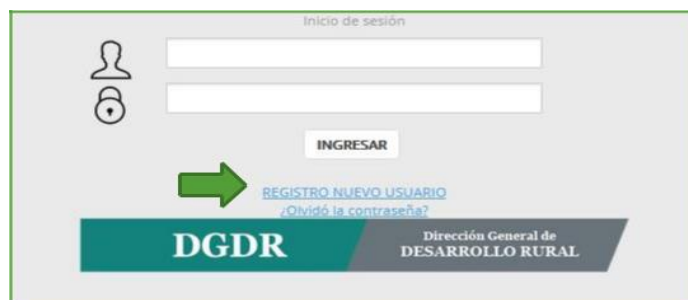 Inicio de sesión
INGRESAR
REGISTRO NUEVO USUARIO
¿Olvidó la contraseña?
DGDR
Dirección General de
DESARROLLO RURAL